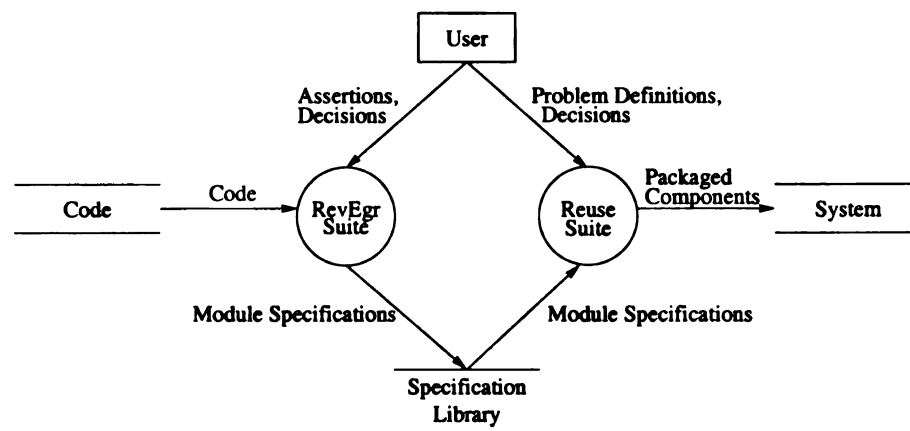 User
Assertions,
Decisions
Problem Definitions,
Decisions
Code
Code
RevEgr
Suite
Reuse
Suite
Packaged
Components
System
Module Specifications
Module Specifications
Specification
Library